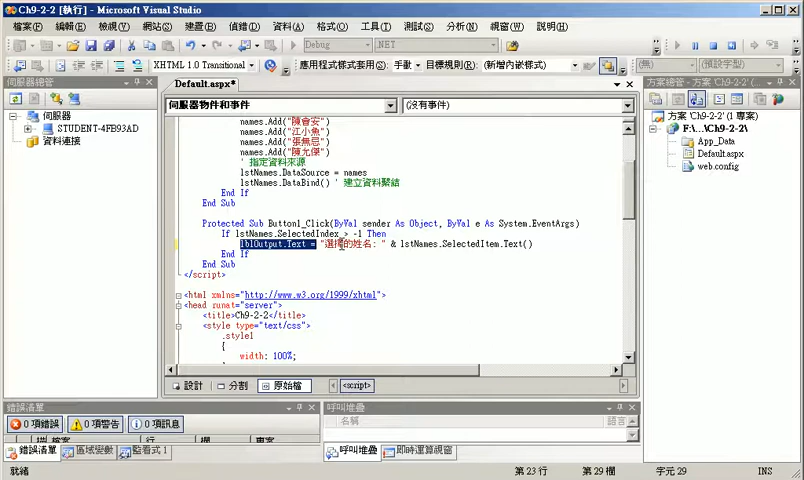 Ch9-2-2 [執行] - Microsoft Visual Studio
檔案(F) 編輯(E) 檢視(V) 網站(S) 建置(B) 偵錯(D) 資料(A) 格式(O) 工具(T) 測試(S) 分析(N) 視窗(W) 說明(H)
Debug .NET
XHTML 1.0 Transitional 應用程式樣式套用(S): 手動 目標規則(R): (新增內嵌樣式) (無) (預設字型)
伺服器總管
伺服器
STUDENT-4FB93AD
資料連接
Default.aspx*
伺服器物件和事件 (沒有事件)
names.Add("陳會安")
names.Add("江小魚")
names.Add("張無忌")
names.Add("陳允傑")
' 指定資料來源
lstNames.DataSource = names
lstNames.DataBind() ' 建立資料繫結
End If
End Sub
Protected Sub Button1_Click(ByVal sender As Object, ByVal e As System.EventArgs)
If lstNames.SelectedIndex > -1 Then
lblOutput.Text = "選擇的姓名: " & lstNames.SelectedItem.Text()
End If
End Sub
</script>
<html xmlns="http://www.w3.org/1999/xhtml">
<head runat="server">
<title>Ch9-2-2</title>
<style type="text/css">
.style1
{
width: 100%;
設計 分割 原始檔 <script>
方案總管 - 方案 'Ch9-2-2' (1 專案)
方案 'Ch9-2-2' (1 專案)
F:\...\Ch9-2-2\
App_Data
Default.aspx
web.config
錯誤清單
0 項錯誤 0 項警告 0 項訊息
錯誤清單 區域變數 監看式 1
呼叫堆疊
名稱 語言
呼叫堆疊 即時運算視窗
就緒 第 23 行 第 29 欄 字元 29 INS